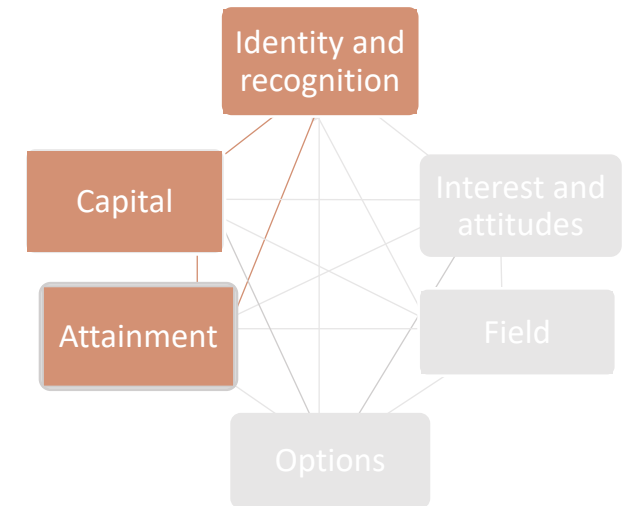 Identity and
recognition
Capital
Interest and
attitudes
Attainment
Field
Options